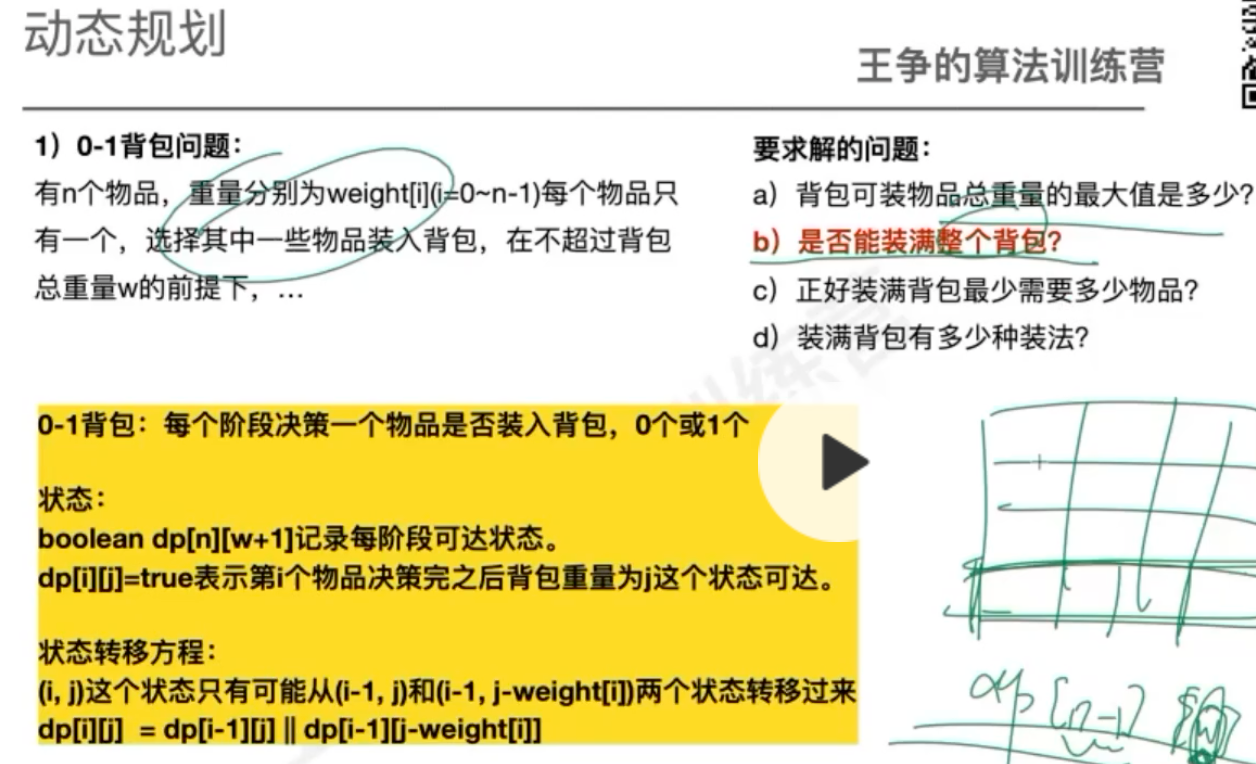 动态规划
王争的算法训练营
1）0-1背包问题：
有n个物品，重量分别为weight[i](i=0~n-1)每个物品只
有一个，选择其中一些物品装入背包，在不超过背包
总重量w的前提下，…
要求解的问题：
a）背包可装物品总重量的最大值是多少？
b）是否能装满整个背包？
c）正好装满背包最少需要多少物品？
d）装满背包有多少种装法？
训练营
0-1背包：每个阶段决策一个物品是否装入背包，0个或1个
状态：
boolean dp[n][w+1]记录每阶段可达状态。
dp[i][j]=true表示第i个物品决策完之后背包重量为j这个状态可达。
状态转移方程：
(i, j)这个状态只有可能从(i-1, j)和(i-1, j-weight[i])两个状态转移过来
dp[i][j] = dp[i-1][j] || dp[i-1][j-weight[i]]
dp[n-1][w]